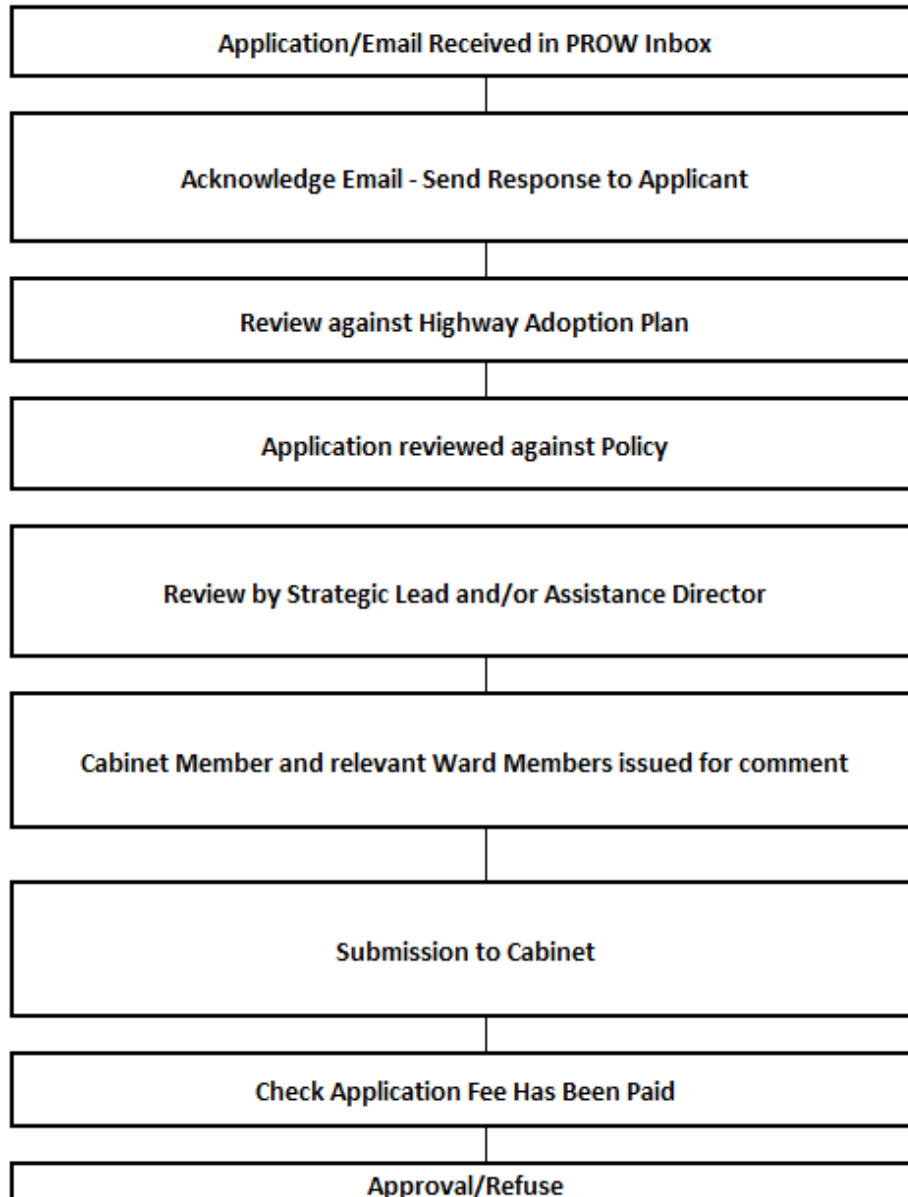 Application/Email Received in PROW Inbox
Acknowledge Email - Send Response to Applicant
Review against Highway Adoption Plan
Application reviewed against Policy
Review by Strategic Lead and/or Assistance Director
Cabinet Member and relevant Ward Members issued for comment
Submission to Cabinet
Check Application Fee Has Been Paid
Approval/Refuse